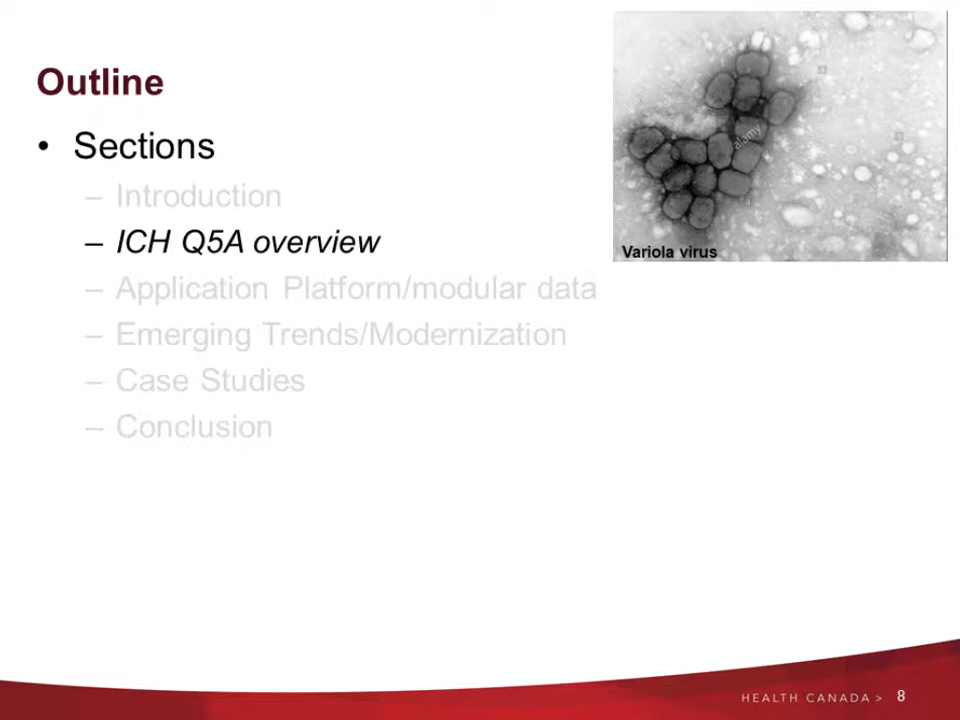 Outline
• Sections
– Introduction
– ICH Q5A overview
– Application Platform/modular data
– Emerging Trends/Modernization
– Case Studies
– Conclusion
alamy
Variola virus
HEALTH CANADA > 8